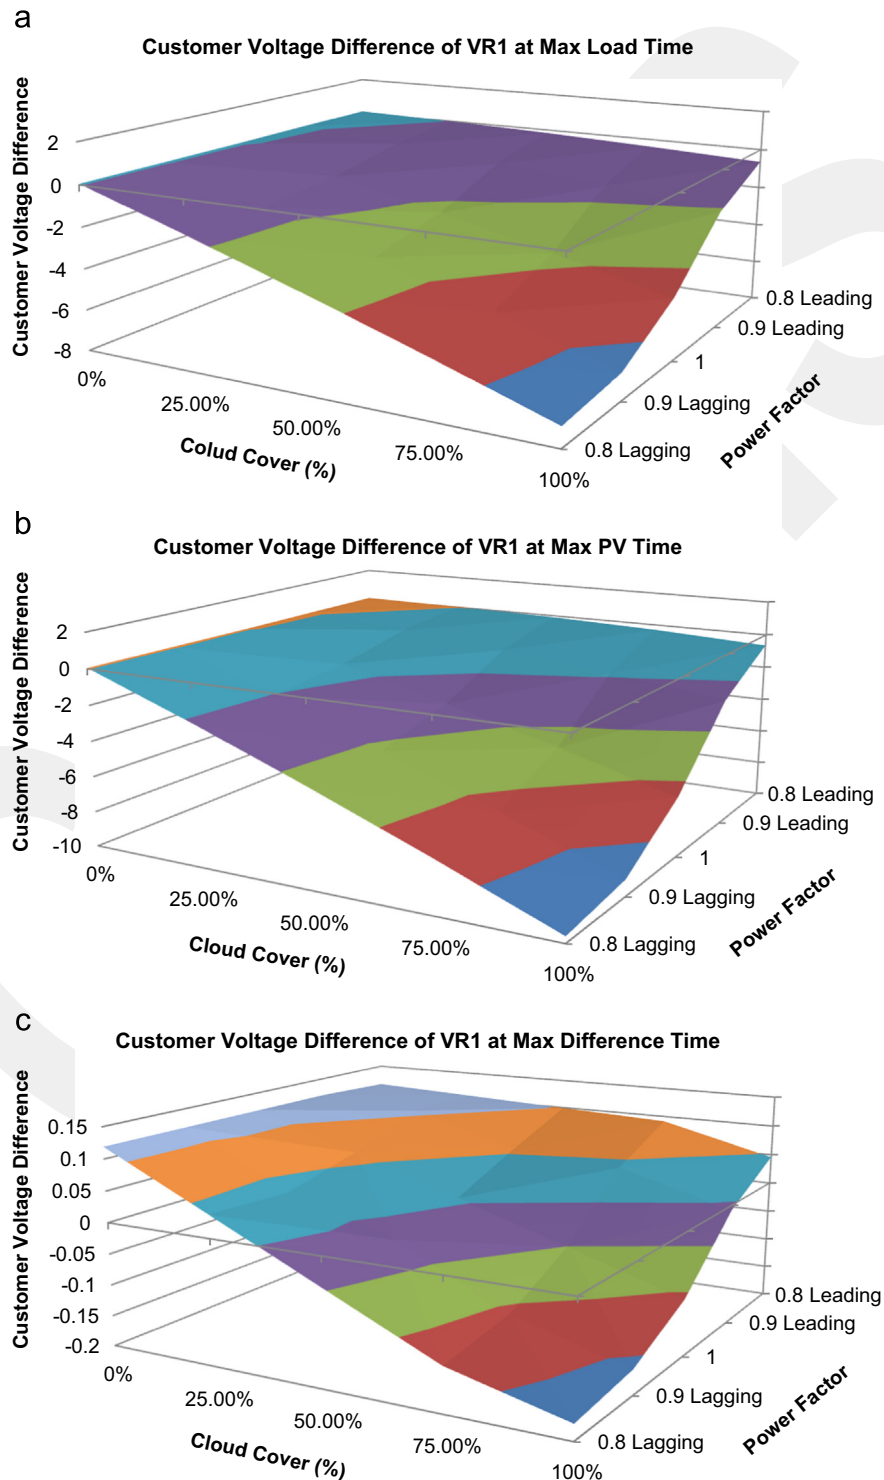 a
Customer Voltage Difference of VR1 at Max Load Time
Customer Voltage Difference
2
0
-2
-4
-6
-8
0%
25.00%
50.00%
75.00%
100%
Colud Cover (%)
0.8 Leading
0.9 Leading
1
0.9 Lagging
0.8 Lagging
Power Factor
b
Customer Voltage Difference of VR1 at Max PV Time
Customer Voltage Difference
2
0
-2
-4
-6
-8
-10
0%
25.00%
50.00%
75.00%
100%
Cloud Cover (%)
0.8 Leading
0.9 Leading
1
0.9 Lagging
0.8 Lagging
Power Factor
c
Customer Voltage Difference of VR1 at Max Difference Time
Customer Voltage Difference
0.15
0.1
0.05
0
-0.05
-0.1
-0.15
-0.2
0%
25.00%
50.00%
75.00%
100%
Cloud Cover (%)
0.8 Leading
0.9 Leading
1
0.9 Lagging
0.8 Lagging
Power Factor